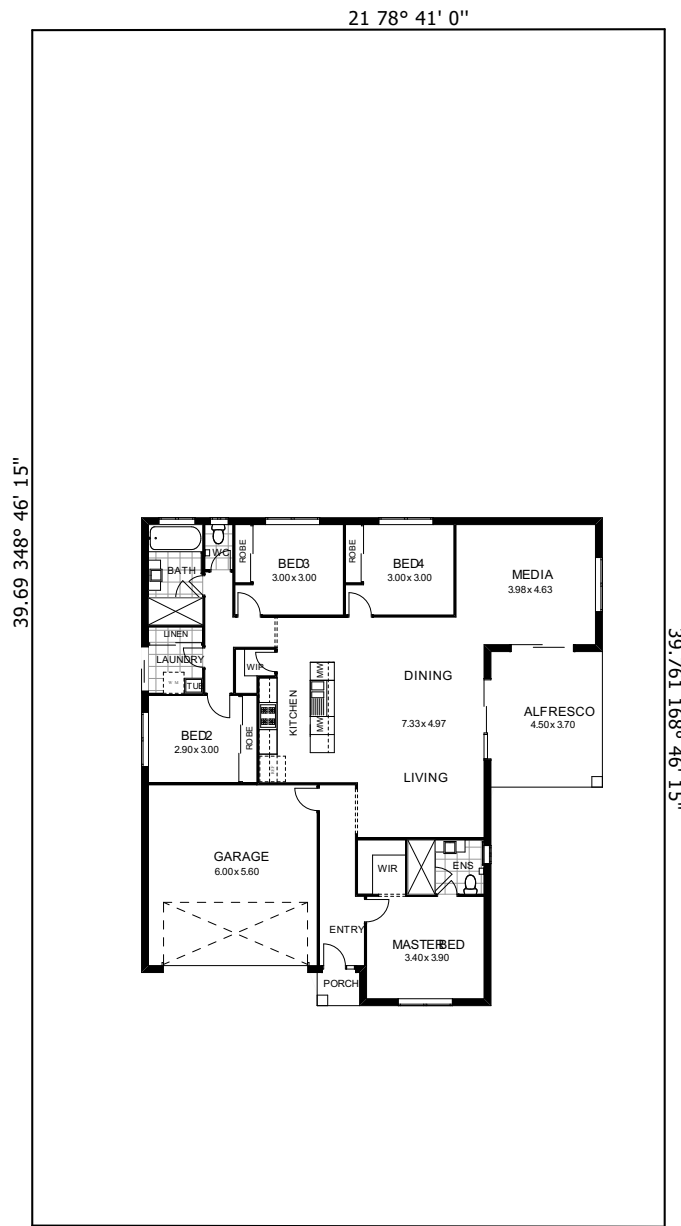 21 78° 41' 0"
39.69 348° 46' 15"
39.761 168° 46' 15"
WC
ROBE
BED3
3.00 x 3.00
ROBE
BED4
3.00 x 3.00
MEDIA
3.98 x 4.63
BATH
LINEN
LAUNDRY
TUB
WIP
MW
MW
KITCHEN
DINING
7.33 x 4.97
LIVING
ALFRESCO
4.50 x 3.70
BED2
2.90 x 3.00
ROBE
GARAGE
6.00 x 5.60
WIR
ENS
ENTRY
MASTER BED
3.40 x 3.90
PORCH